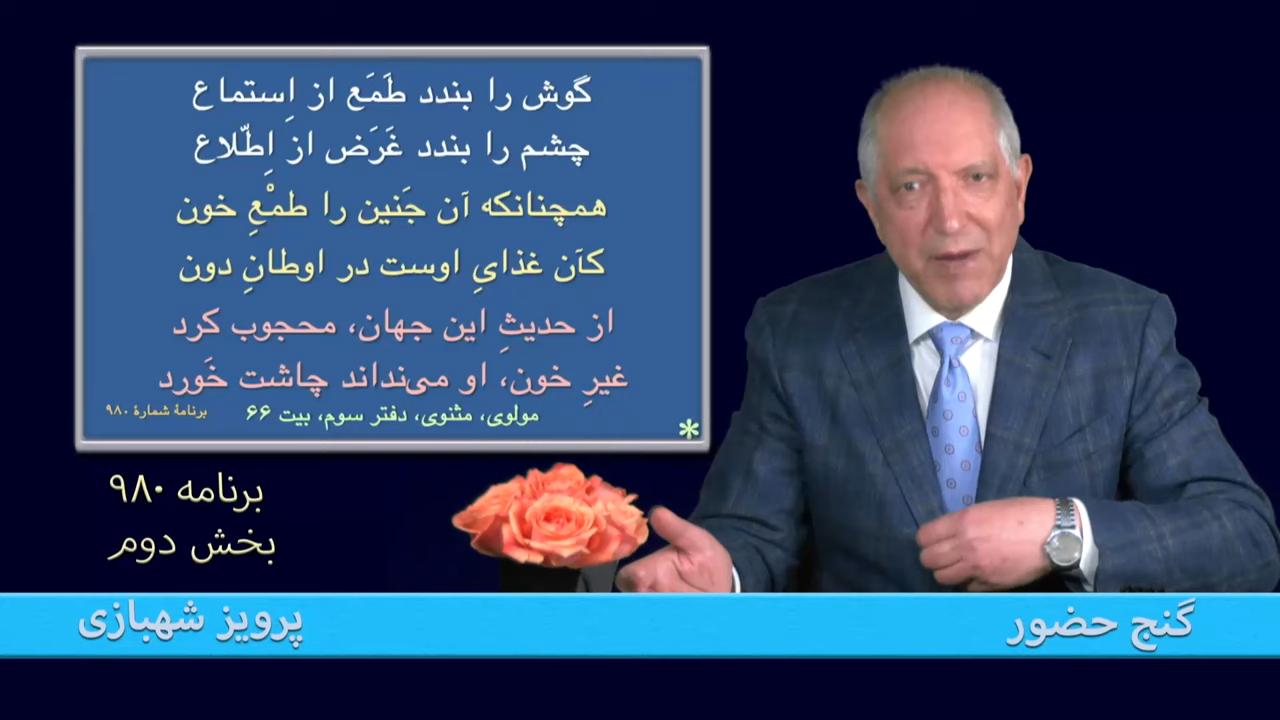 گوش را بندد طَمَع از اِستماع
چشم را بندد غَرَض از اِطّلاع
همچنانکه آن جَنین را طمْعِ خون
کآن غذایِ اوست در اوطانِ دون
از حدیثِ این جهان، محجوب کرد
غیرِ خون، او می‌نداند چاشت خَورد
مولوی، مثنوی، دفتر سوم، بیت ۶۶
برنامهٔ شمارهٔ ۹۸۰
*
برنامه ۹۸۰
بخش دوم
گنج حضور
پرویز شهبازی